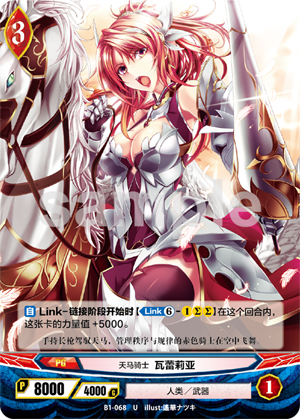 3
sample
自 Link-链接阶段开始时【Link 6 - I Σ Σ】在这个回合内，
这张卡的力量值 +5000。
手持长枪驾驭天马、管理秩序与规律的赤色骑士在空中飞舞。
P6 天马骑士 瓦蕾莉亚
P 8000 4000 G 人类／武器 1
B1-068 U illust:蓮華ナツキ